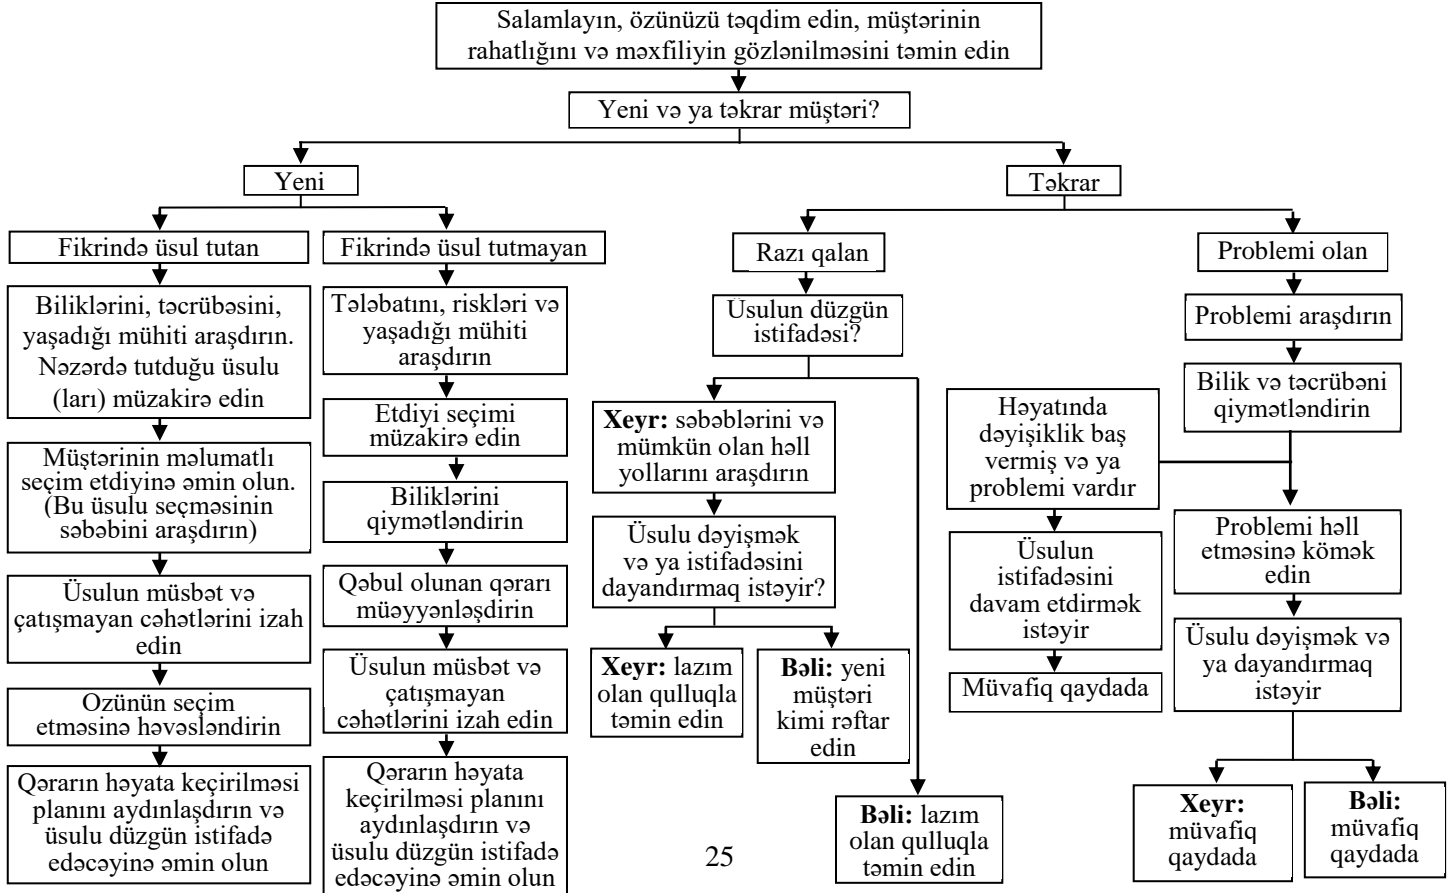 Salamlayın, özünüzü təqdim edin, müştərinin
rahatlığını və məxfiliyin gözlənilməsini təmin edin
Yeni və ya təkrar müştəri?
Yeni
Təkrar
Fikrində üsul tutan
Fikrində üsul tutmayan
Razı qalan
Problemi olan
Biliklərini, təcrübəsini,
yaşadığı mühiti araşdırın.
Nəzərdə tutduğu üsulu
(ları) müzakirə edin
Müştərinin məlumatlı
seçim etdiyinə əmin olun.
(Bu üsulu seçməsinin
səbəbini araşdırın)
Üsulun müsbət və
çatışmayan cəhətlərini izah
edin
Ozünün seçim
etməsinə həvəsləndirin
Qərarın həyata keçirilməsi
planını aydınlaşdırın və
üsulu düzgün istifadə
edəcəyinə əmin olun
Tələbatını, riskləri və
yaşadığı mühiti
araşdırın
Etdiyi seçimi
müzakirə edin
Biliklərini
qiymətləndirin
Qəbul olunan qərarı
müəyyənləşdirin
Üsulun müsbət və
çatışmayan
cəhətlərini izah edin
Qərarın həyata
keçirilməsi planını
aydınlaşdırın və
üsulu düzgün istifadə
edəcəyinə əmin olun
Üsulun düzgün
istifadəsi?
Xeyr: səbəblərini və
mümkün olan həll
yollarını araşdırın
Üsulu dəyişmək
və ya istifadəsini
dayandırmaq istəyir?
Xeyr: lazım
olan qulluqla
təmin edin
Bəli: yeni
müştəri
kimi rəftar
edin
Bəli: lazım
olan qulluqla
təmin edin
Problemi araşdırın
Bilik və təcrübəni
qiymətləndirin
Həyatında
dəyişiklik baş
vermiş və ya
problemi vardır
Üsulun
istifadəsini
davam etdirmək
istəyir
Müvafiq qaydada
Problemi həll
etməsinə kömək
edin
Üsulu dəyişmək və
ya dayandırmaq
istəyir
Xeyr:
müvafiq
qaydada
Bəli:
müvafiq
qaydada
25